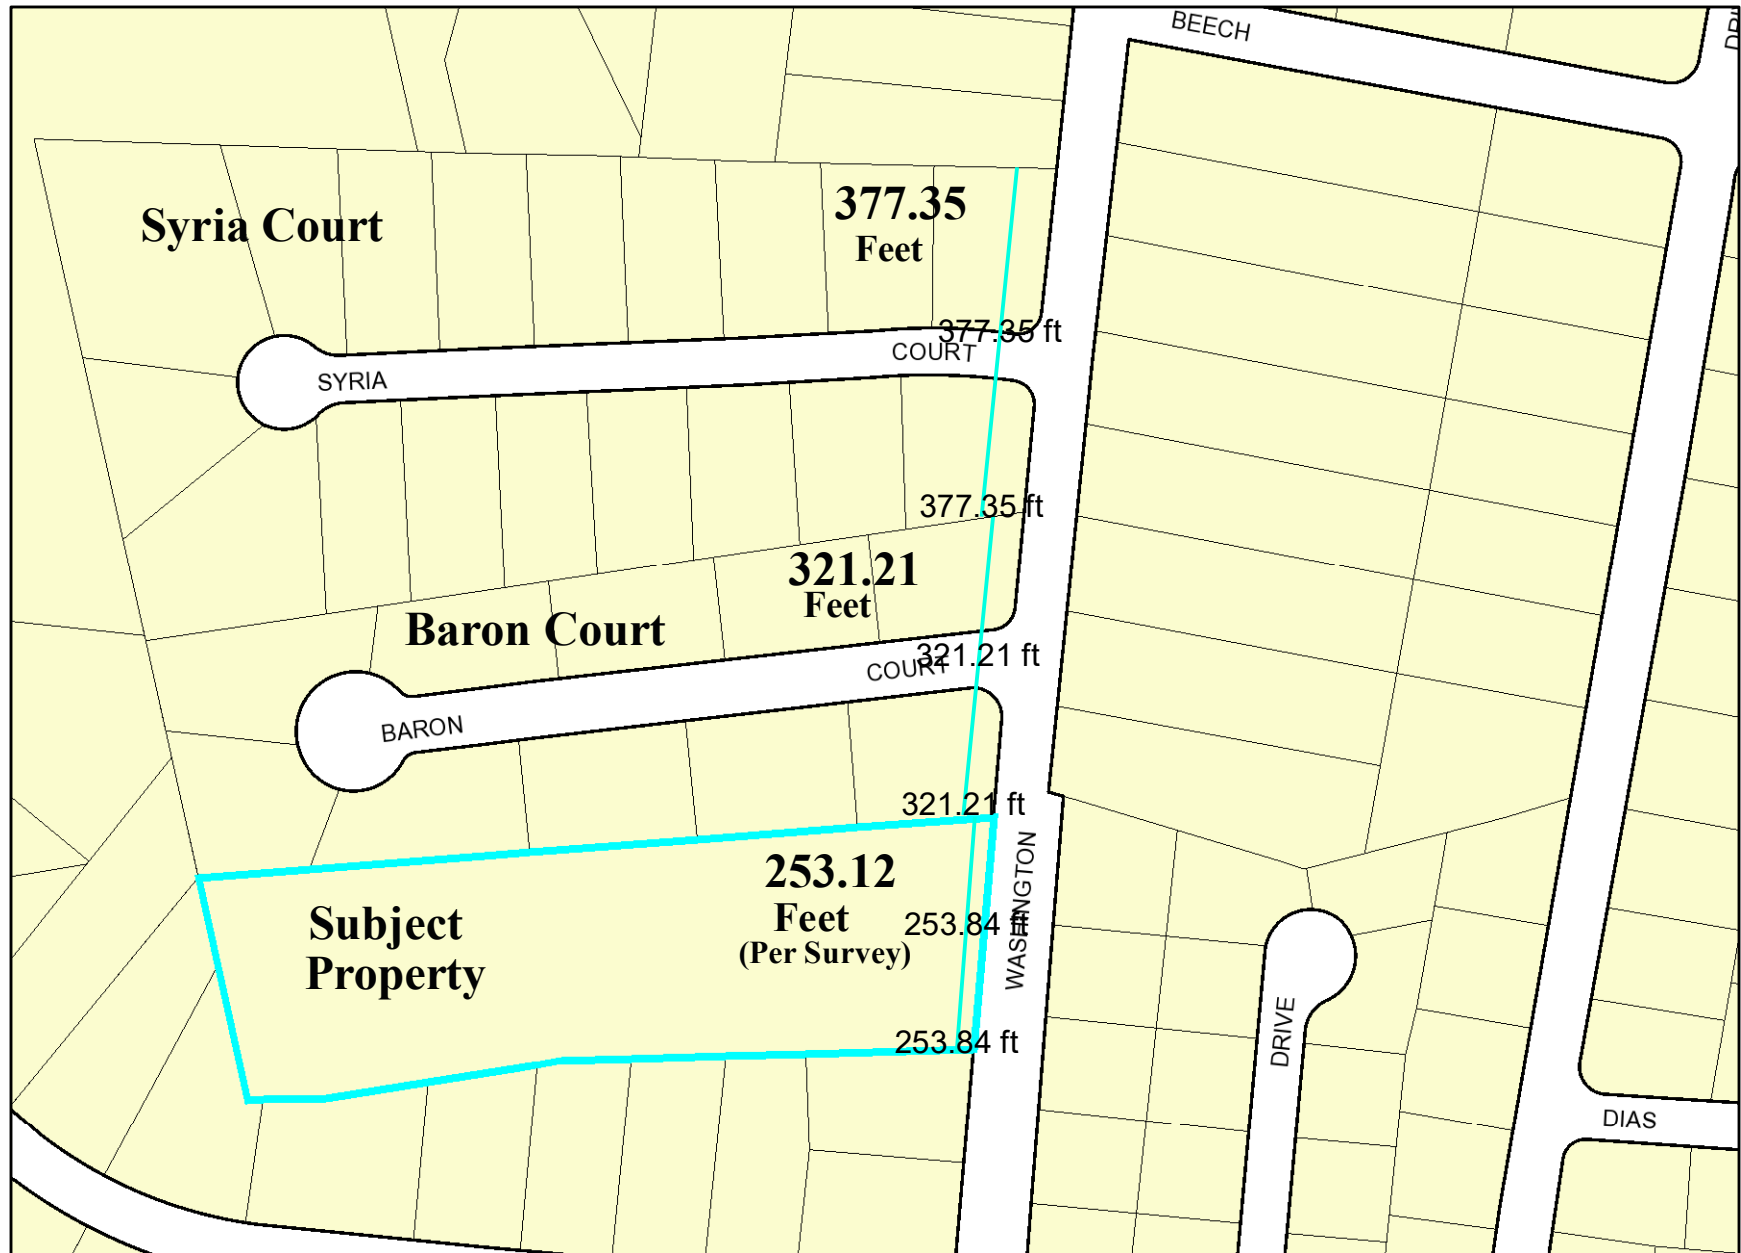 BEECH
Syria Court
377.35
Feet
377.35 ft
COURT
SYRIA
377.35 ft
321.21
Feet
Baron Court
321.21 ft
COURT
BARON
321.21 ft
WASHINGTON
253.12
Feet
(Per Survey)
253.84 ft
Subject
Property
253.84 ft
DRIVE
DIAS